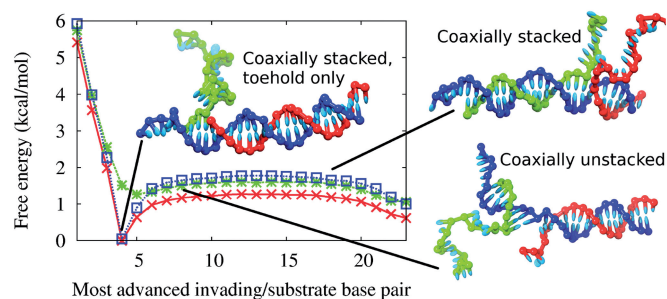 Free energy (kcal/mol)
6
5
4
3
2
1
0
5
10
15
20
Most advanced invading/substrate base pair
Coaxially stacked,
toehold only
Coaxially stacked
Coaxially unstacked